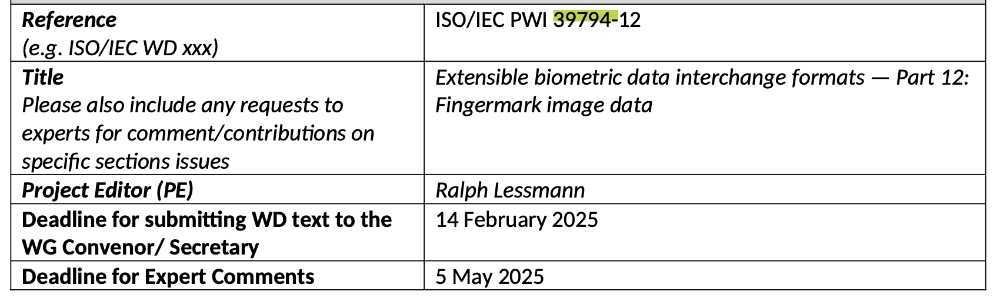 Reference
(e.g. ISO/IEC WD xxx)
ISO/IEC PWI 39794-12
Title
Please also include any requests to
experts for comment/contributions on
specific sections issues
Extensible biometric data interchange formats — Part 12:
Fingermark image data
Project Editor (PE)
Ralph Lessmann
Deadline for submitting WD text to the
WG Convenor/ Secretary
14 February 2025
Deadline for Expert Comments
5 May 2025